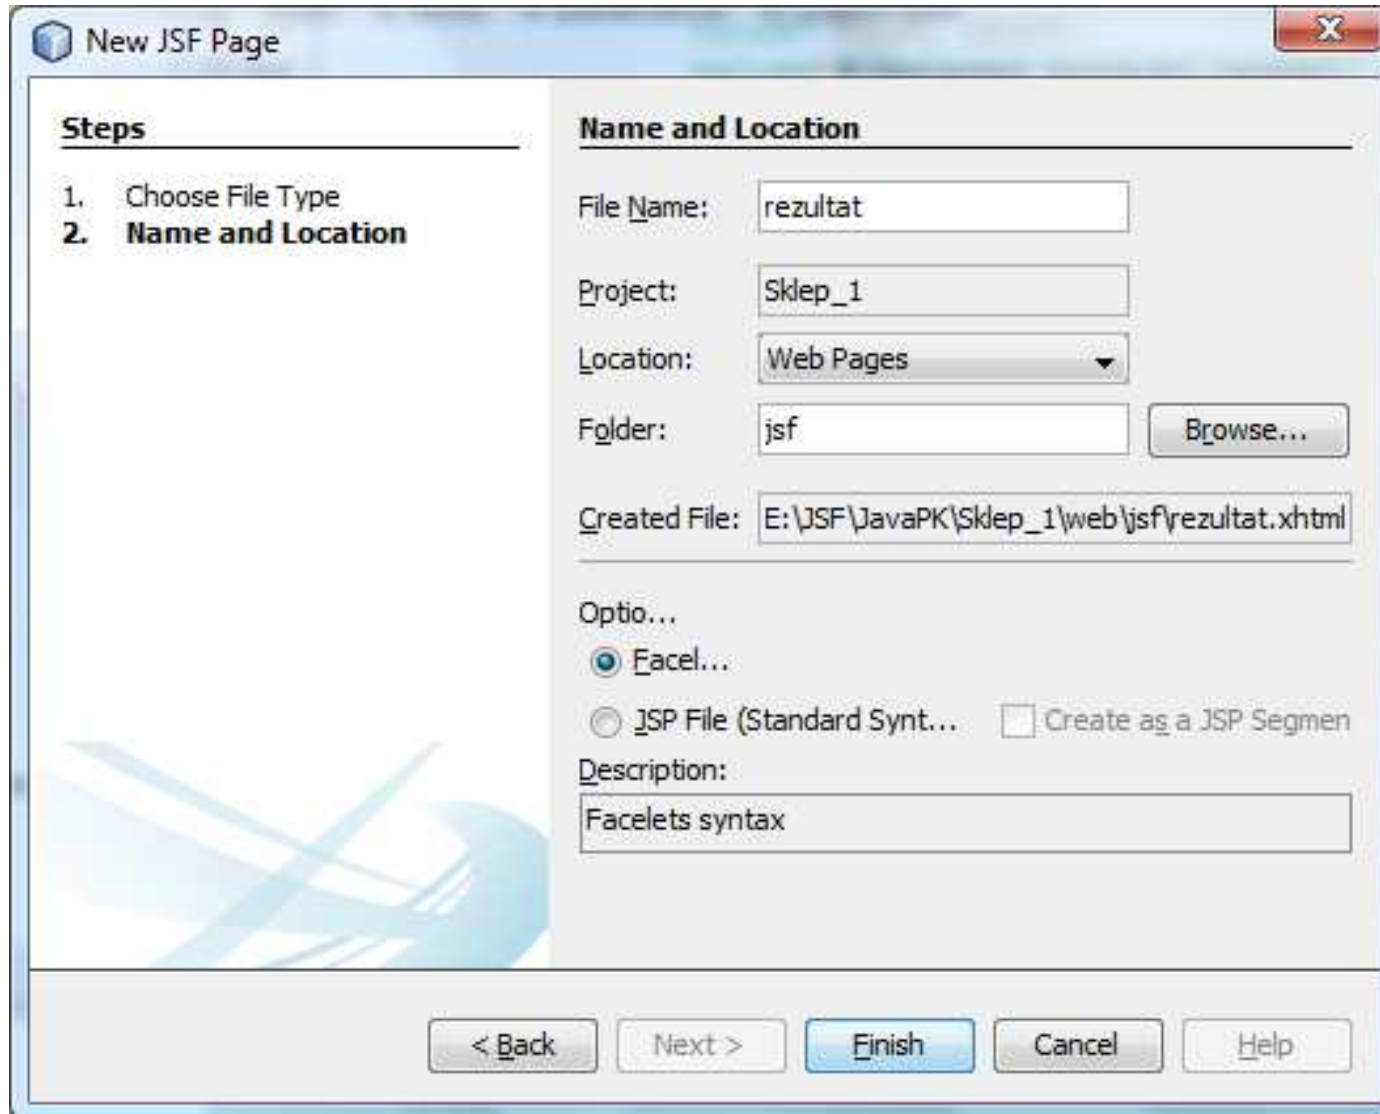 New JSF Page
Steps
1. Choose File Type
2. Name and Location
Name and Location
File Name: rezultat
Project: Sklep_1
Location: Web Pages
Folder: jsf Browse...
Created File: E:\JSF\JavaPK\Sklep_1\web\jsf\rezultat.xhtml
Optio...
Facel...
JSP File (Standard Synt... Create as a JSP Segmen
Description:
Facelets syntax
< Back Next > Finish Cancel Help